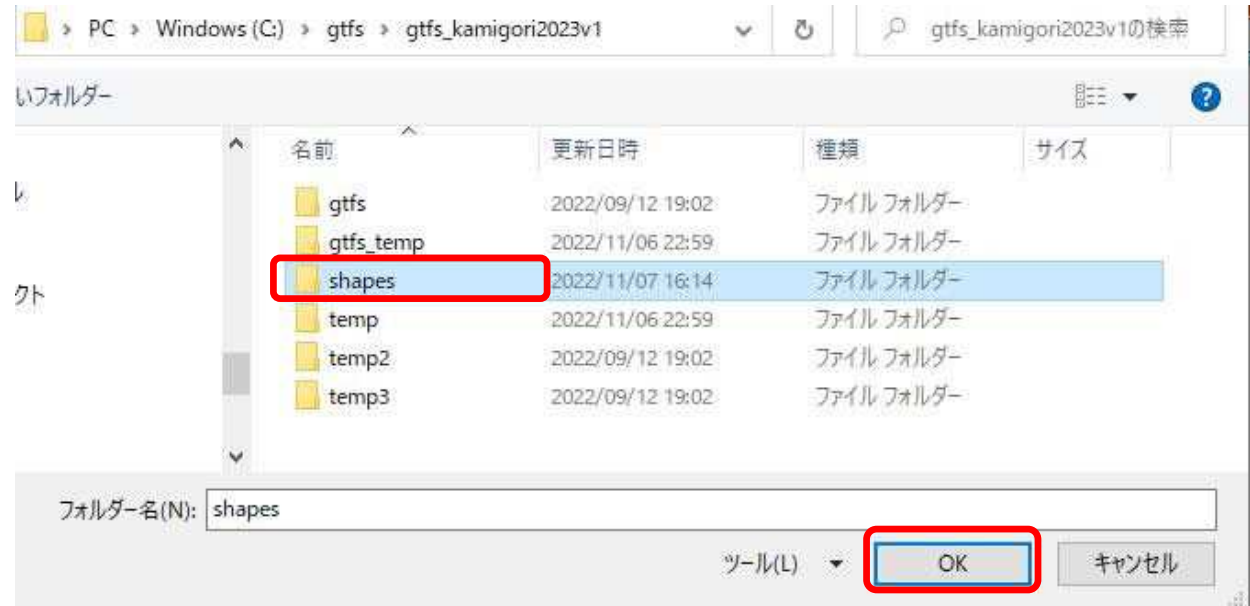 PC > Windows (C:) > gtfs > gtfs_kamigori2023v1 gtfs_kamigori2023v1の検索
いフォルダー
名前 更新日時 種類 サイズ
gtfs 2022/09/12 19:02 ファイル フォルダー
gtfs_temp 2022/11/06 22:59 ファイル フォルダー
shapes 2022/11/07 16:14 ファイル フォルダー
temp 2022/11/06 22:59 ファイル フォルダー
temp2 2022/09/12 19:02 ファイル フォルダー
temp3 2022/09/12 19:02 ファイル フォルダー
ル
クト
フォルダー名(N): shapes
ツール(L) OK キャンセル